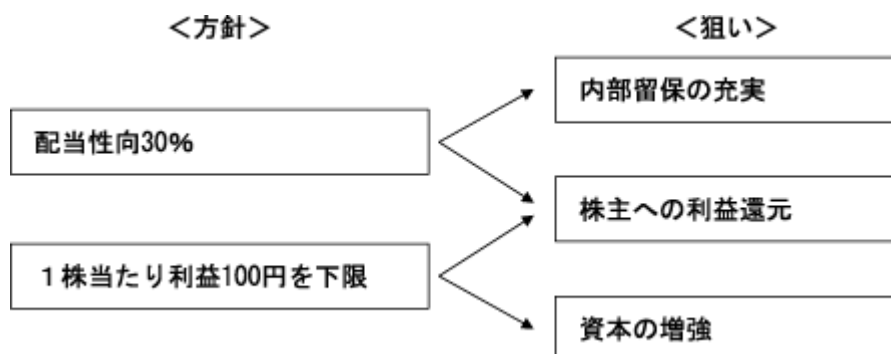 ＜方針＞
＜狙い＞
配当性向30%
１株当たり利益100円を下限
内部留保の充実
株主への利益還元
資本の増強